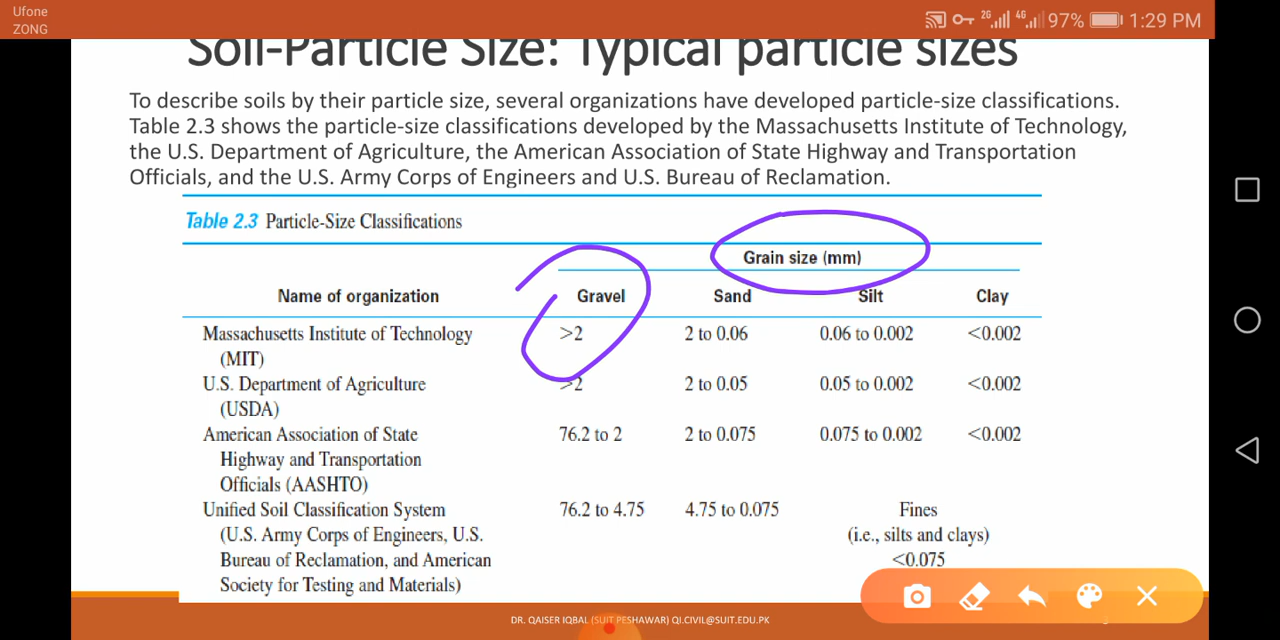 Ufone
ZONG
2G 4G 97% 1:29 PM
Soil-Particle Size: Typical particle sizes
To describe soils by their particle size, several organizations have developed particle-size classifications.
Table 2.3 shows the particle-size classifications developed by the Massachusetts Institute of Technology,
the U.S. Department of Agriculture, the American Association of State Highway and Transportation
Officials, and the U.S. Army Corps of Engineers and U.S. Bureau of Reclamation.
Table 2.3 Particle-Size Classifications
Grain size (mm)
Name of organization Gravel Sand Silt Clay
Massachusetts Institute of Technology >2 2 to 0.06 0.06 to 0.002 <0.002
(MIT)
U.S. Department of Agriculture >2 2 to 0.05 0.05 to 0.002 <0.002
(USDA)
American Association of State 76.2 to 2 2 to 0.075 0.075 to 0.002 <0.002
Highway and Transportation
Officials (AASHTO)
Unified Soil Classification System 76.2 to 4.75 4.75 to 0.075 Fines
(U.S. Army Corps of Engineers, U.S. (i.e., silts and clays)
Bureau of Reclamation, and American <0.075
Society for Testing and Materials)
DR. QAISER IQBAL (SUIT PESHAWAR) QI.CIVIL@SUIT.EDU.PK